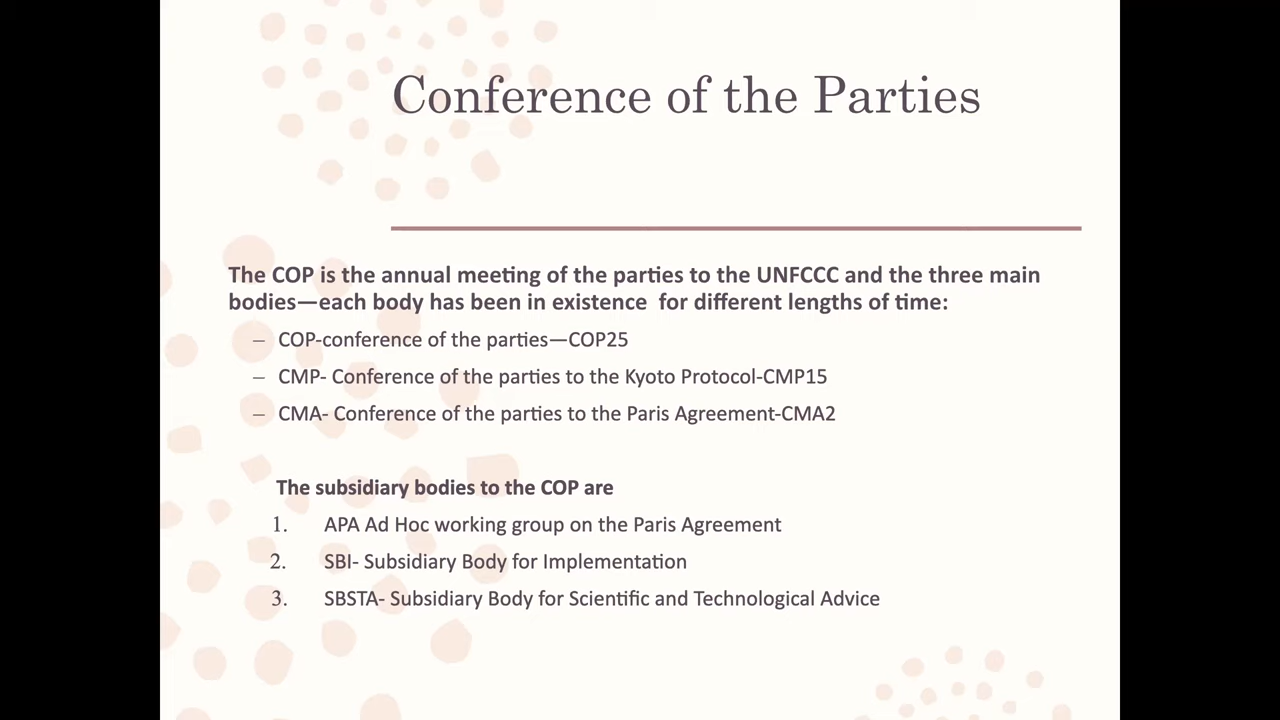 Conference of the Parties
The COP is the annual meeting of the parties to the UNFCCC and the three main
bodies—each body has been in existence  for different lengths of time:
– COP-conference of the parties—COP25
– CMP- Conference of the parties to the Kyoto Protocol-CMP15
– CMA- Conference of the parties to the Paris Agreement-CMA2
The subsidiary bodies to the COP are
1. APA Ad Hoc working group on the Paris Agreement
2. SBI- Subsidiary Body for Implementation
3. SBSTA- Subsidiary Body for Scientific and Technological Advice